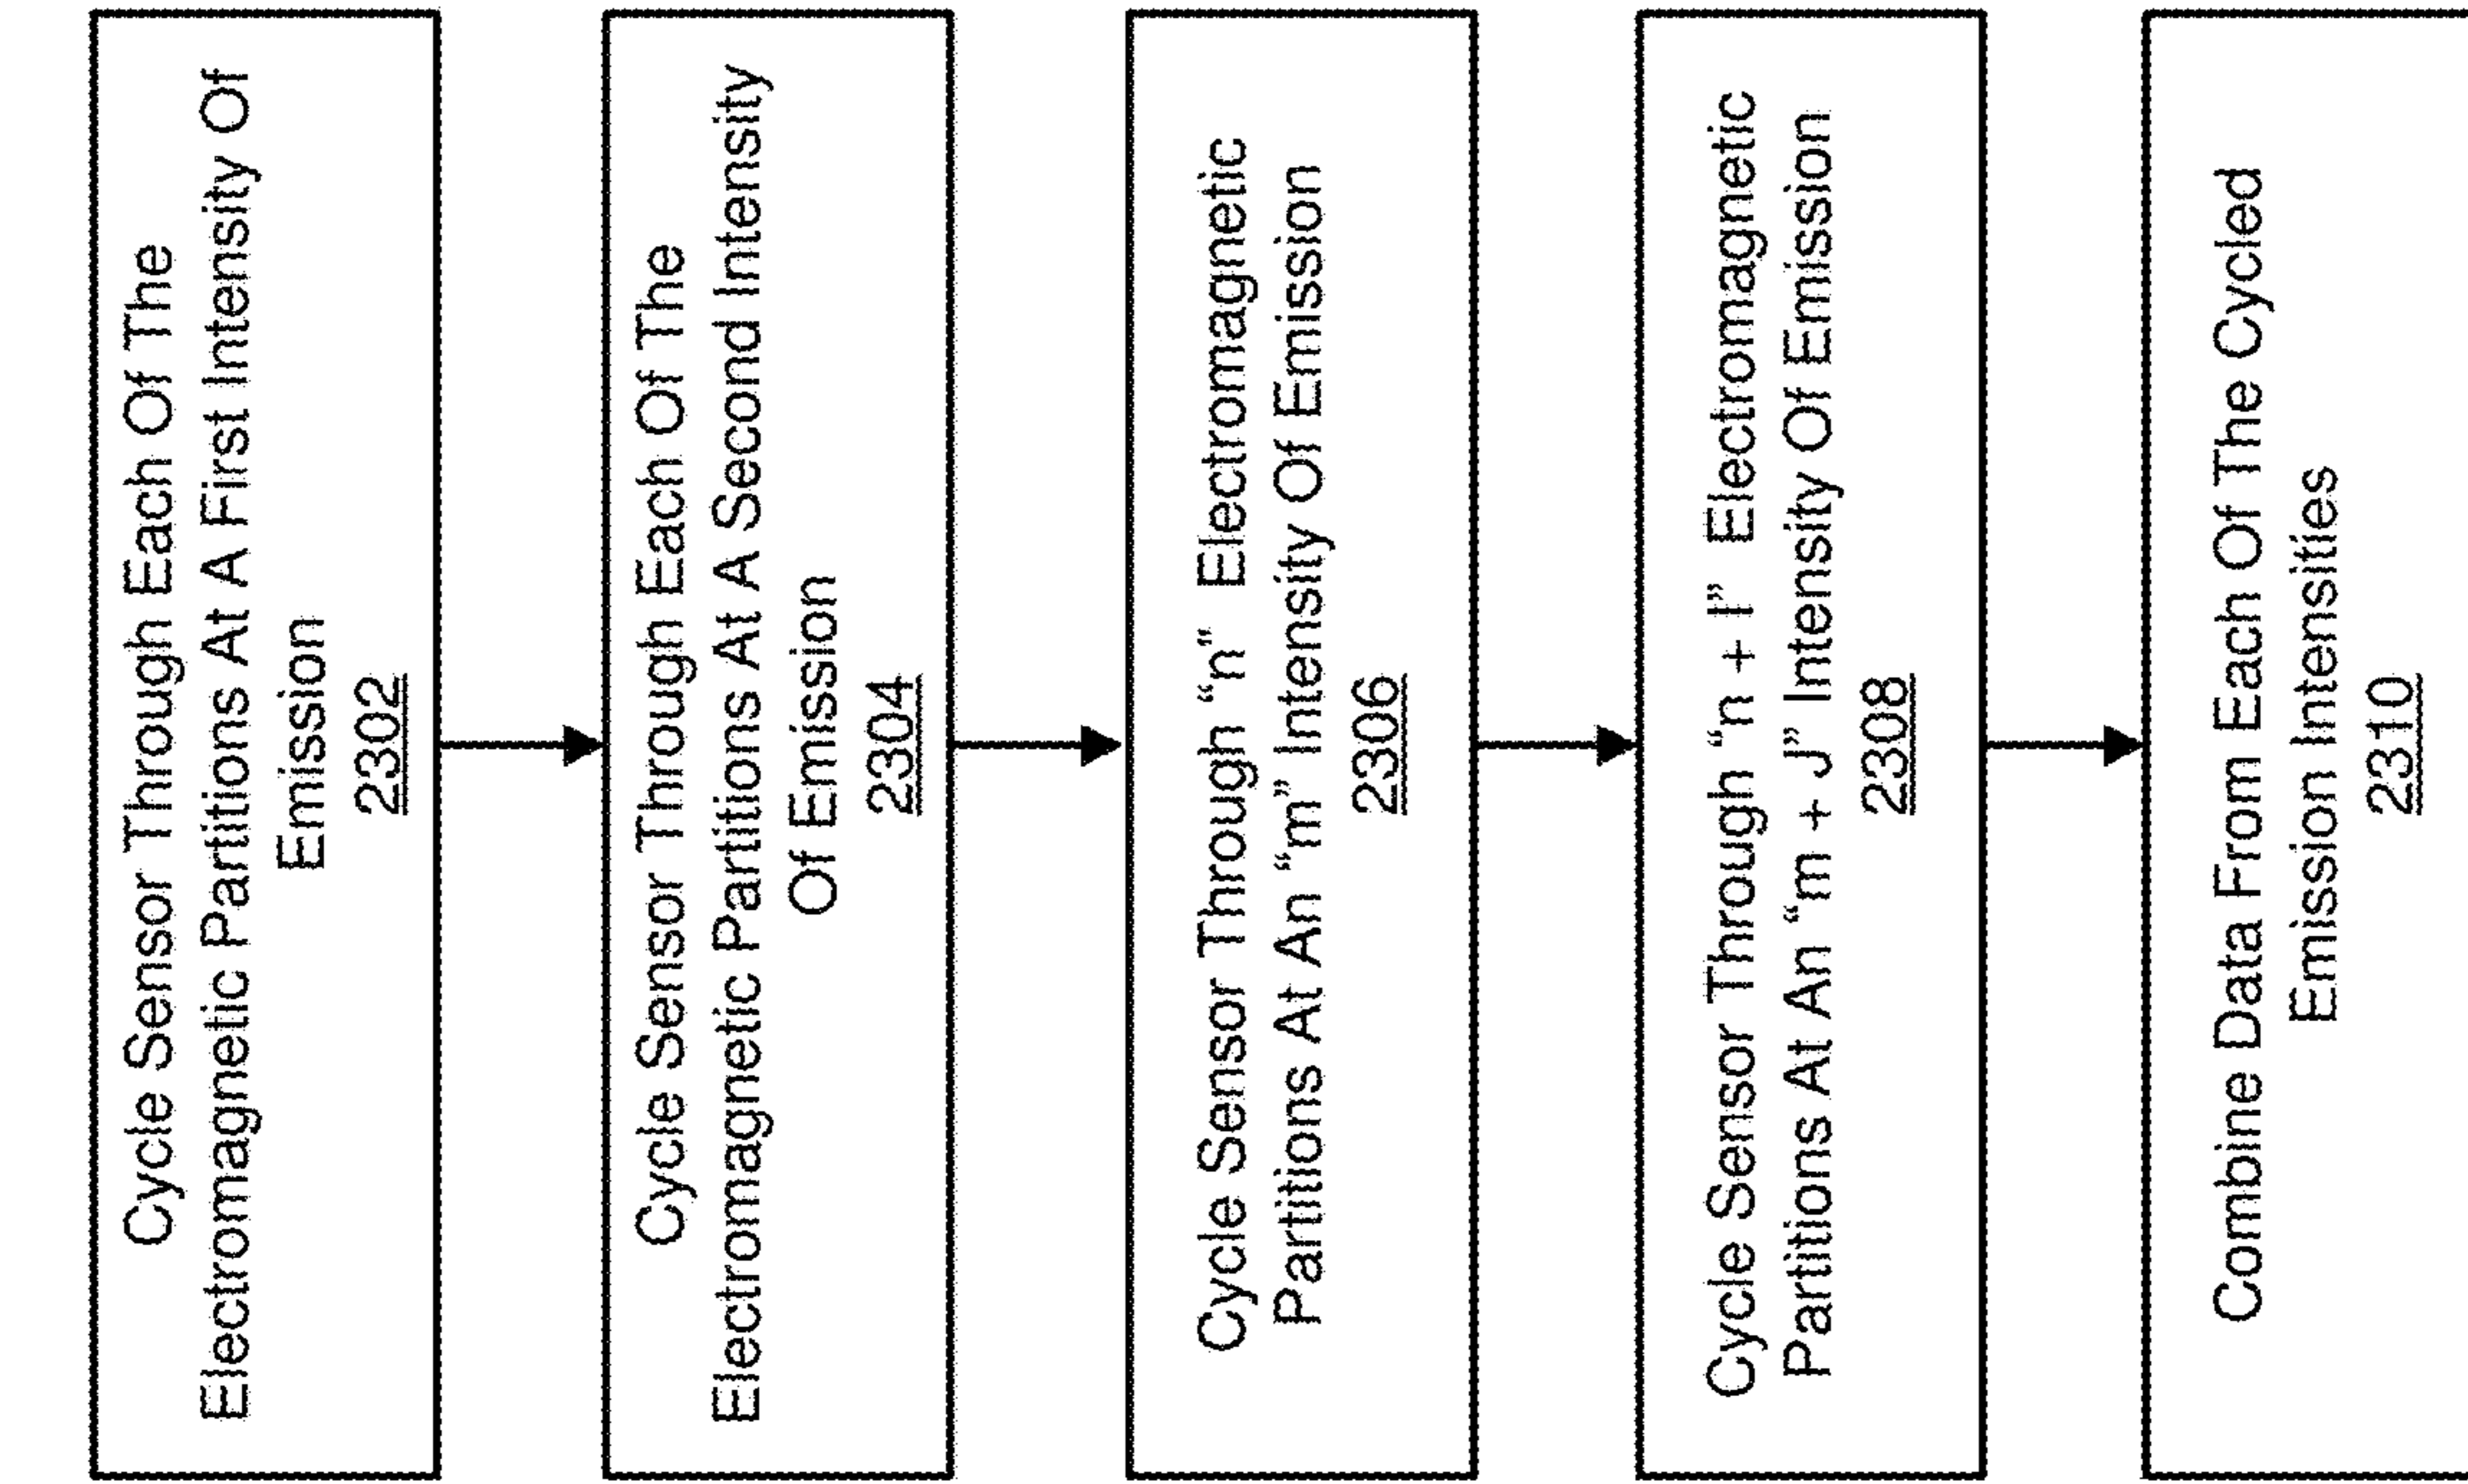 Cycle Sensor Through Each Of The
Electromagnetic Partitions At A First Intensity Of
Emission
2302
Cycle Sensor Through Each Of The
Electromagnetic Partitions At A Second Intensity
Of Emission
2304
Cycle Sensor Through “n” Electromagnetic
Partitions At An “m” Intensity Of Emission
2306
Cycle Sensor Through “n + I” Electromagnetic
Partitions At An “m + J” Intensity Of Emission
2308
Combine Data From Each Of The Cycled
Emission Intensities
2310